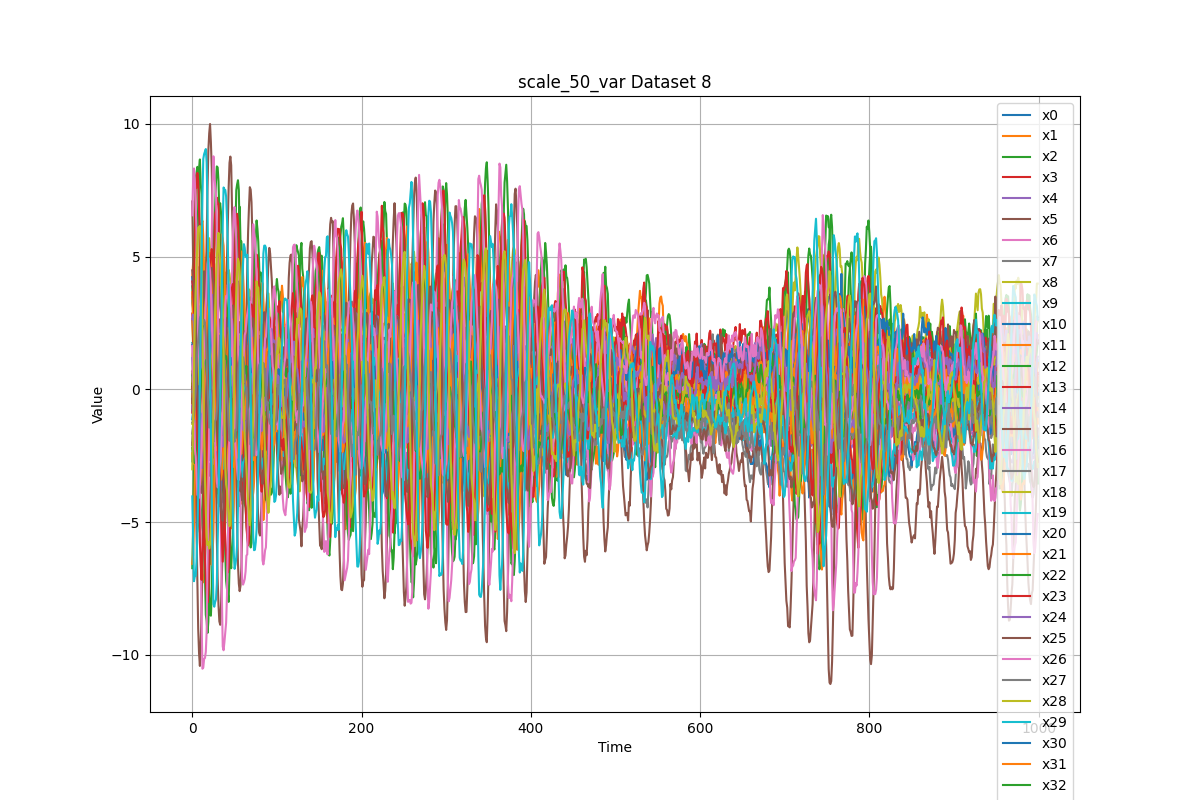 scale_50_var Dataset 8
10
5
0
−5
−10
Value
0
200
400
600
800
1000
Time
x0
x1
x2
x3
x4
x5
x6
x7
x8
x9
x10
x11
x12
x13
x14
x15
x16
x17
x18
x19
x20
x21
x22
x23
x24
x25
x26
x27
x28
x29
x30
x31
x32